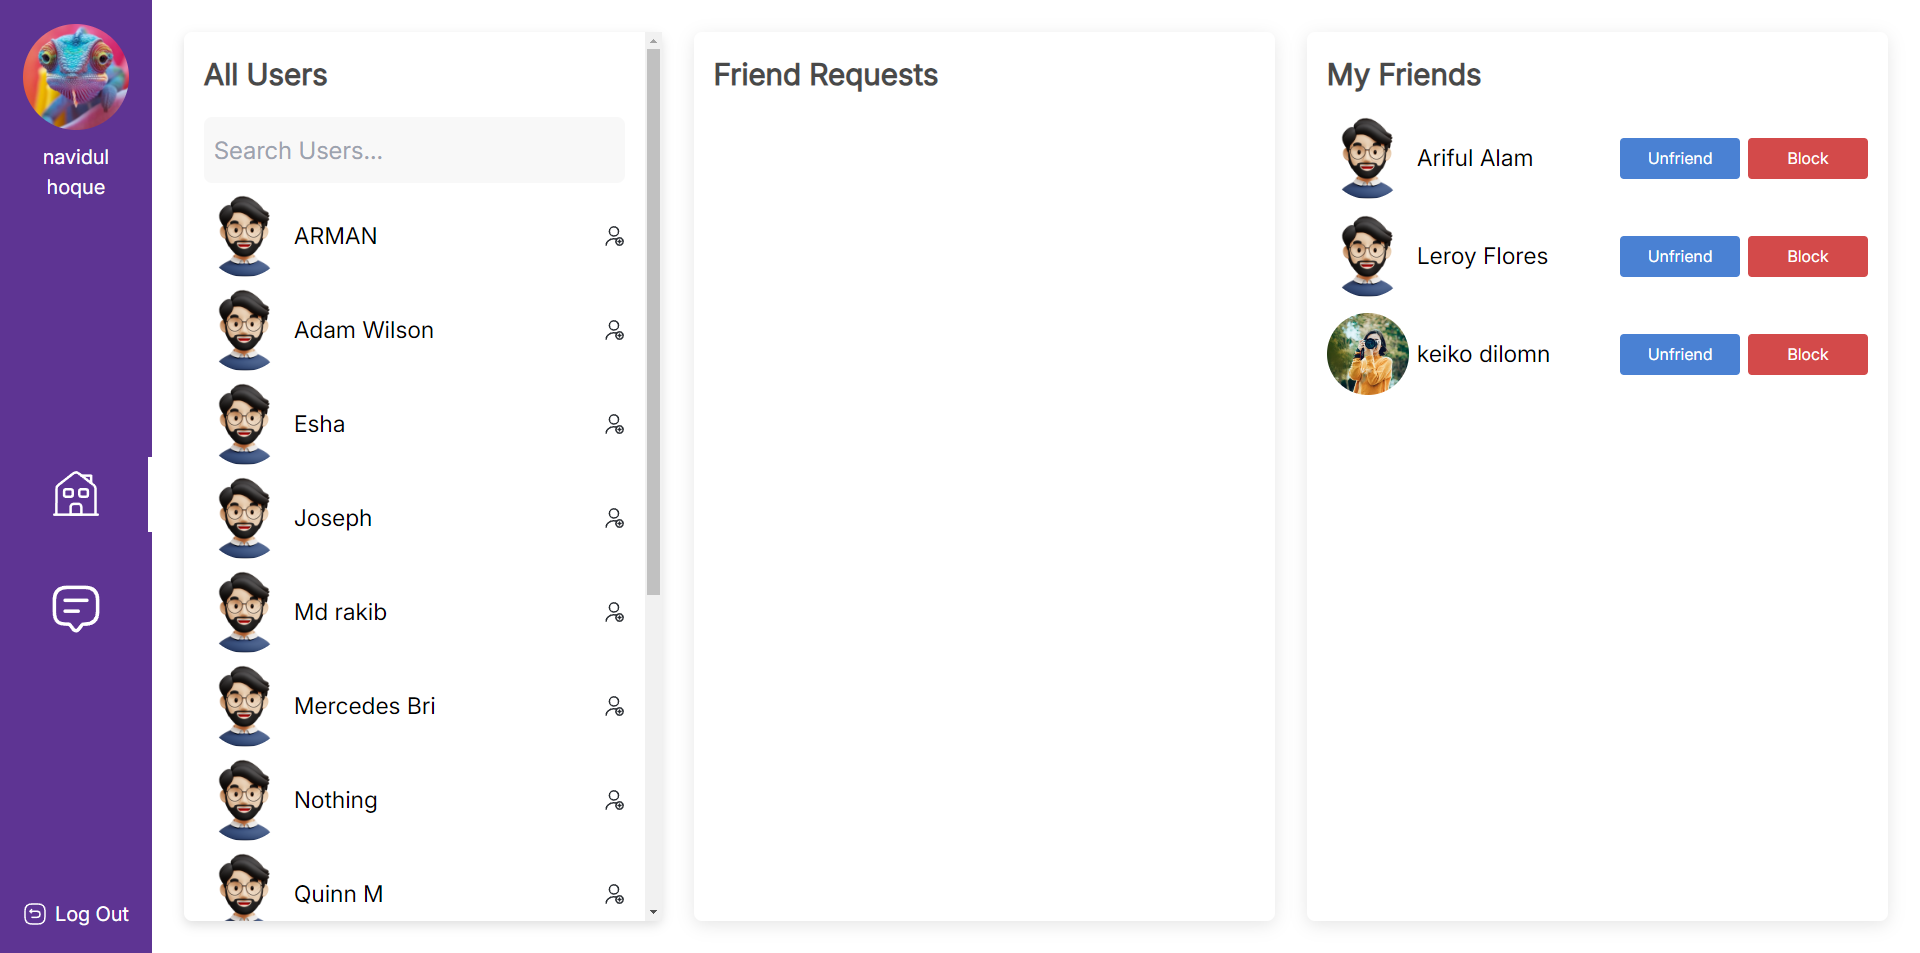 navidul
hoque
Log Out
All Users
Search Users...
ARMAN
Adam Wilson
Esha
Joseph
Md rakib
Mercedes Bri
Nothing
Quinn M
Friend Requests
My Friends
Ariful Alam Unfriend Block
Leroy Flores Unfriend Block
keiko dilomn Unfriend Block